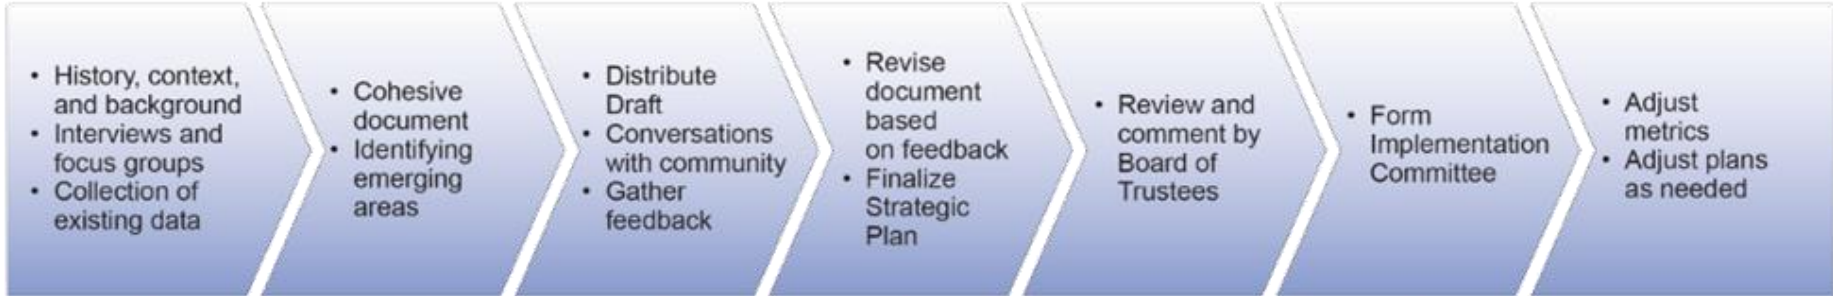 • History, context,
and background
• Interviews and
focus groups
• Collection of
existing data
• Cohesive
document
• Identifying
emerging
areas
• Distribute
Draft
• Conversations
with community
• Gather
feedback
• Revise
document
based
on feedback
• Finalize
Strategic
Plan
• Review and
comment by
Board of
Trustees
• Form
Implementation
Committee
• Adjust
metrics
• Adjust plans
as needed